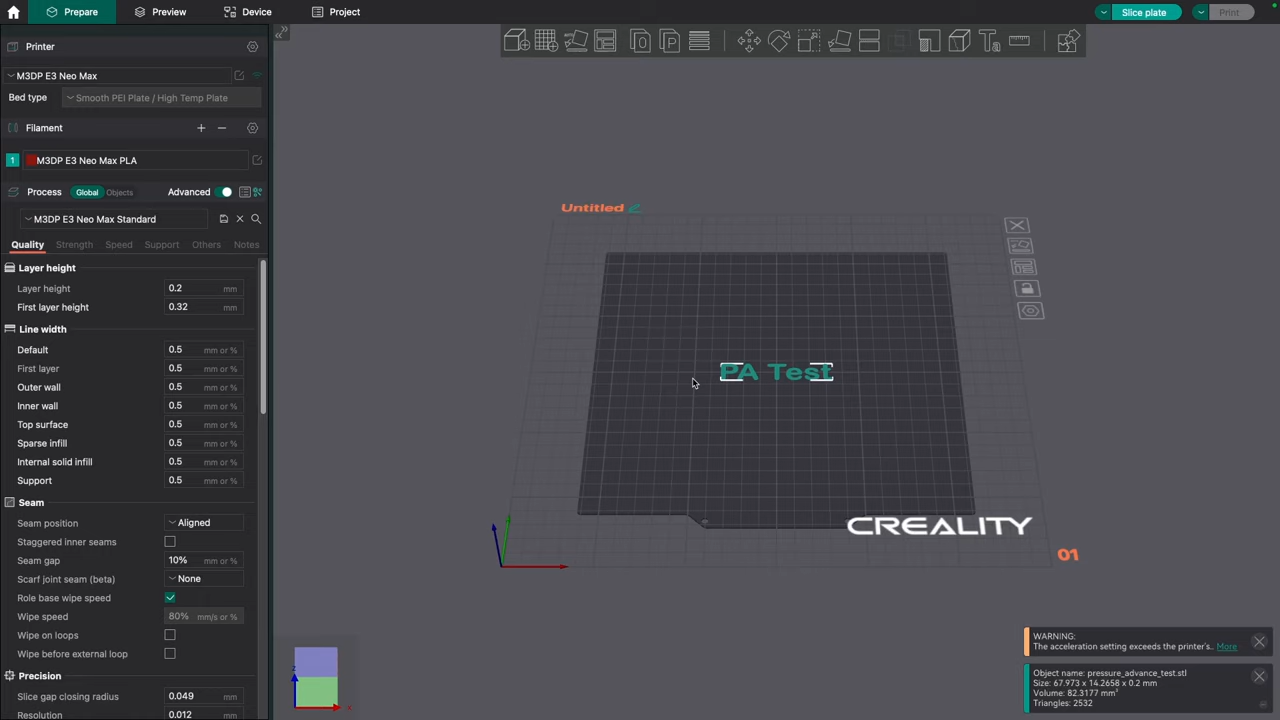 Prepare
Preview
Device
Project
Slice plate
Print
Printer
M3DP E3 Neo Max
Bed type
Smooth PEI Plate / High Temp Plate
Filament
1
M3DP E3 Neo Max PLA
Process
Global
Objects
Advanced
M3DP E3 Neo Max Standard
Quality
Strength
Speed
Support
Others
Notes
Layer height
Layer height 0.2 mm
First layer height 0.32 mm
Line width
Default 0.5 mm or %
First layer 0.5 mm or %
Outer wall 0.5 mm or %
Inner wall 0.5 mm or %
Top surface 0.5 mm or %
Sparse infill 0.5 mm or %
Internal solid infill 0.5 mm or %
Support 0.5 mm or %
Seam
Seam position Aligned
Staggered inner seams
Seam gap 10% mm or %
Scarf joint seam (beta) None
Role base wipe speed
Wipe speed 80% mm/s or %
Wipe on loops
Wipe before external loop
Precision
Slice gap closing radius 0.049 mm
Resolution 0.012 mm
Untitled
PA Test
CREALITY
01
z
x
WARNING:
The acceleration setting exceeds the printer's.. More
Object name: pressure_advance_test.stl
Size: 67.973 x 14.2658 x 0.2 mm
Volume: 82.3177 mm³
Triangles: 2532